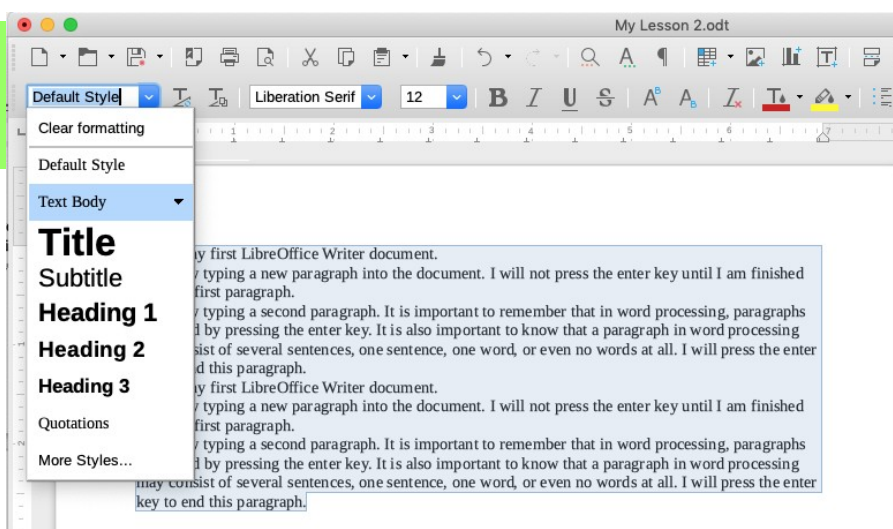 My Lesson 2.odt
Default Style
Liberation Serif
12
Clear formatting
1 2 3 4 5 6 7
Default Style
Text Body
Title
Subtitle
Heading 1
Heading 2
Heading 3
Quotations
More Styles...
first LibreOffice Writer document.
typing a new paragraph into the document. I will not press the enter key until I am finished
first paragraph.
typing a second paragraph. It is important to remember that in word processing, paragraphs
by pressing the enter key. It is also important to know that a paragraph in word processing
of several sentences, one sentence, one word, or even no words at all. I will press the enter
this paragraph.
first LibreOffice Writer document.
typing a new paragraph into the document. I will not press the enter key until I am finished
first paragraph.
typing a second paragraph. It is important to remember that in word processing, paragraphs
by pressing the enter key. It is also important to know that a paragraph in word processing
may consist of several sentences, one sentence, one word, or even no words at all. I will press the enter
key to end this paragraph.